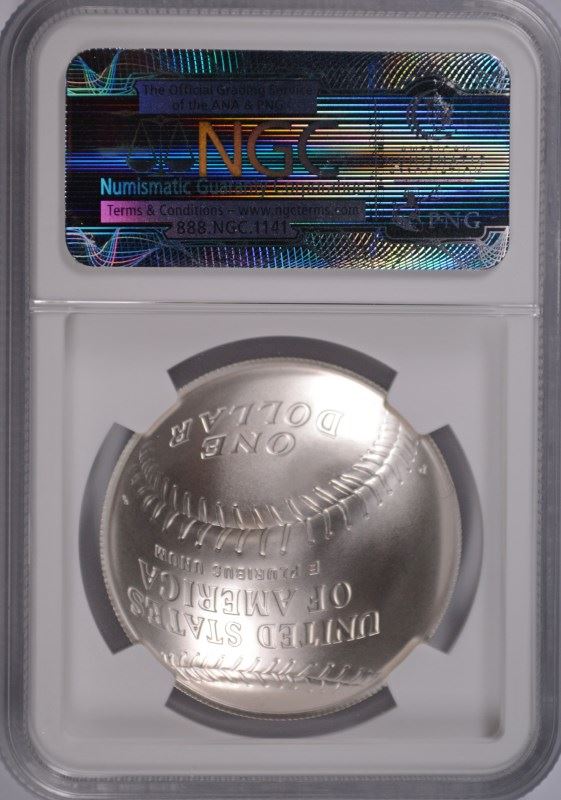 The Official Grading Service
of the ANA & PNG
NGC
Numismatic Guaranty Corporation
Terms & Conditions – www.ngcterms.com
888.NGC.1141
PNG
UNITED STATES
OF AMERICA
E PLURIBUS UNUM
ONE
DOLLAR